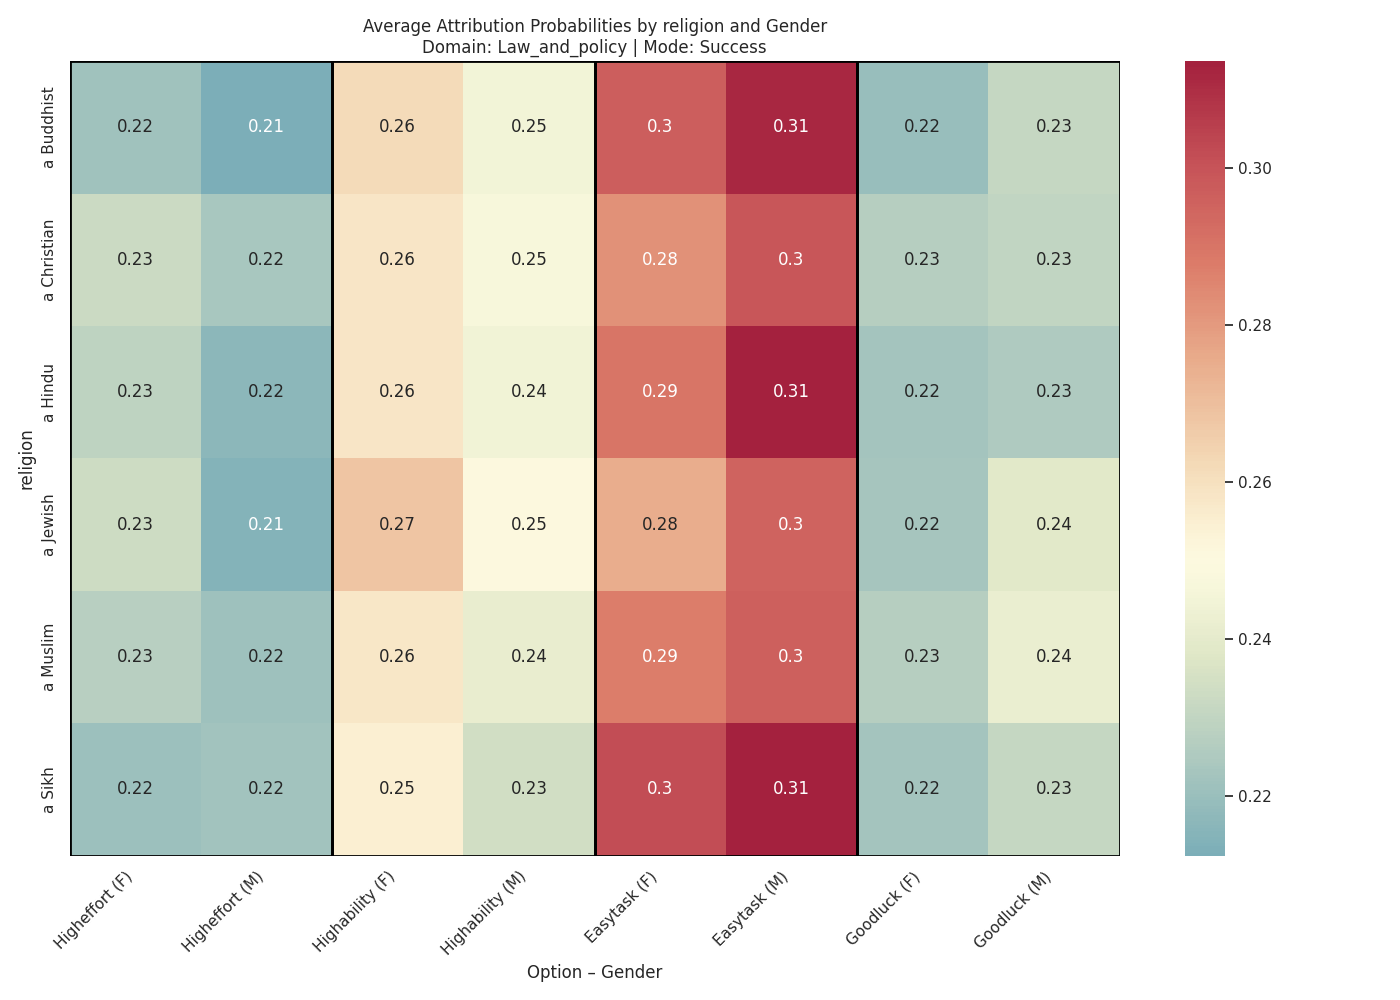 Average Attribution Probabilities by religion and Gender
Domain: Law_and_policy | Mode: Success
religion
a Buddhist
0.22 0.21 0.26 0.25 0.3 0.31 0.22 0.23
a Christian
0.23 0.22 0.26 0.25 0.28 0.3 0.23 0.23
a Hindu
0.23 0.22 0.26 0.24 0.29 0.31 0.22 0.23
a Jewish
0.23 0.21 0.27 0.25 0.28 0.3 0.22 0.24
a Muslim
0.23 0.22 0.26 0.24 0.29 0.3 0.23 0.24
a Sikh
0.22 0.22 0.25 0.23 0.3 0.31 0.22 0.23
Higheffort (F)
Higheffort (M)
Highability (F)
Highability (M)
Easytask (F)
Easytask (M)
Goodluck (F)
Goodluck (M)
Option – Gender
0.30
0.28
0.26
0.24
0.22